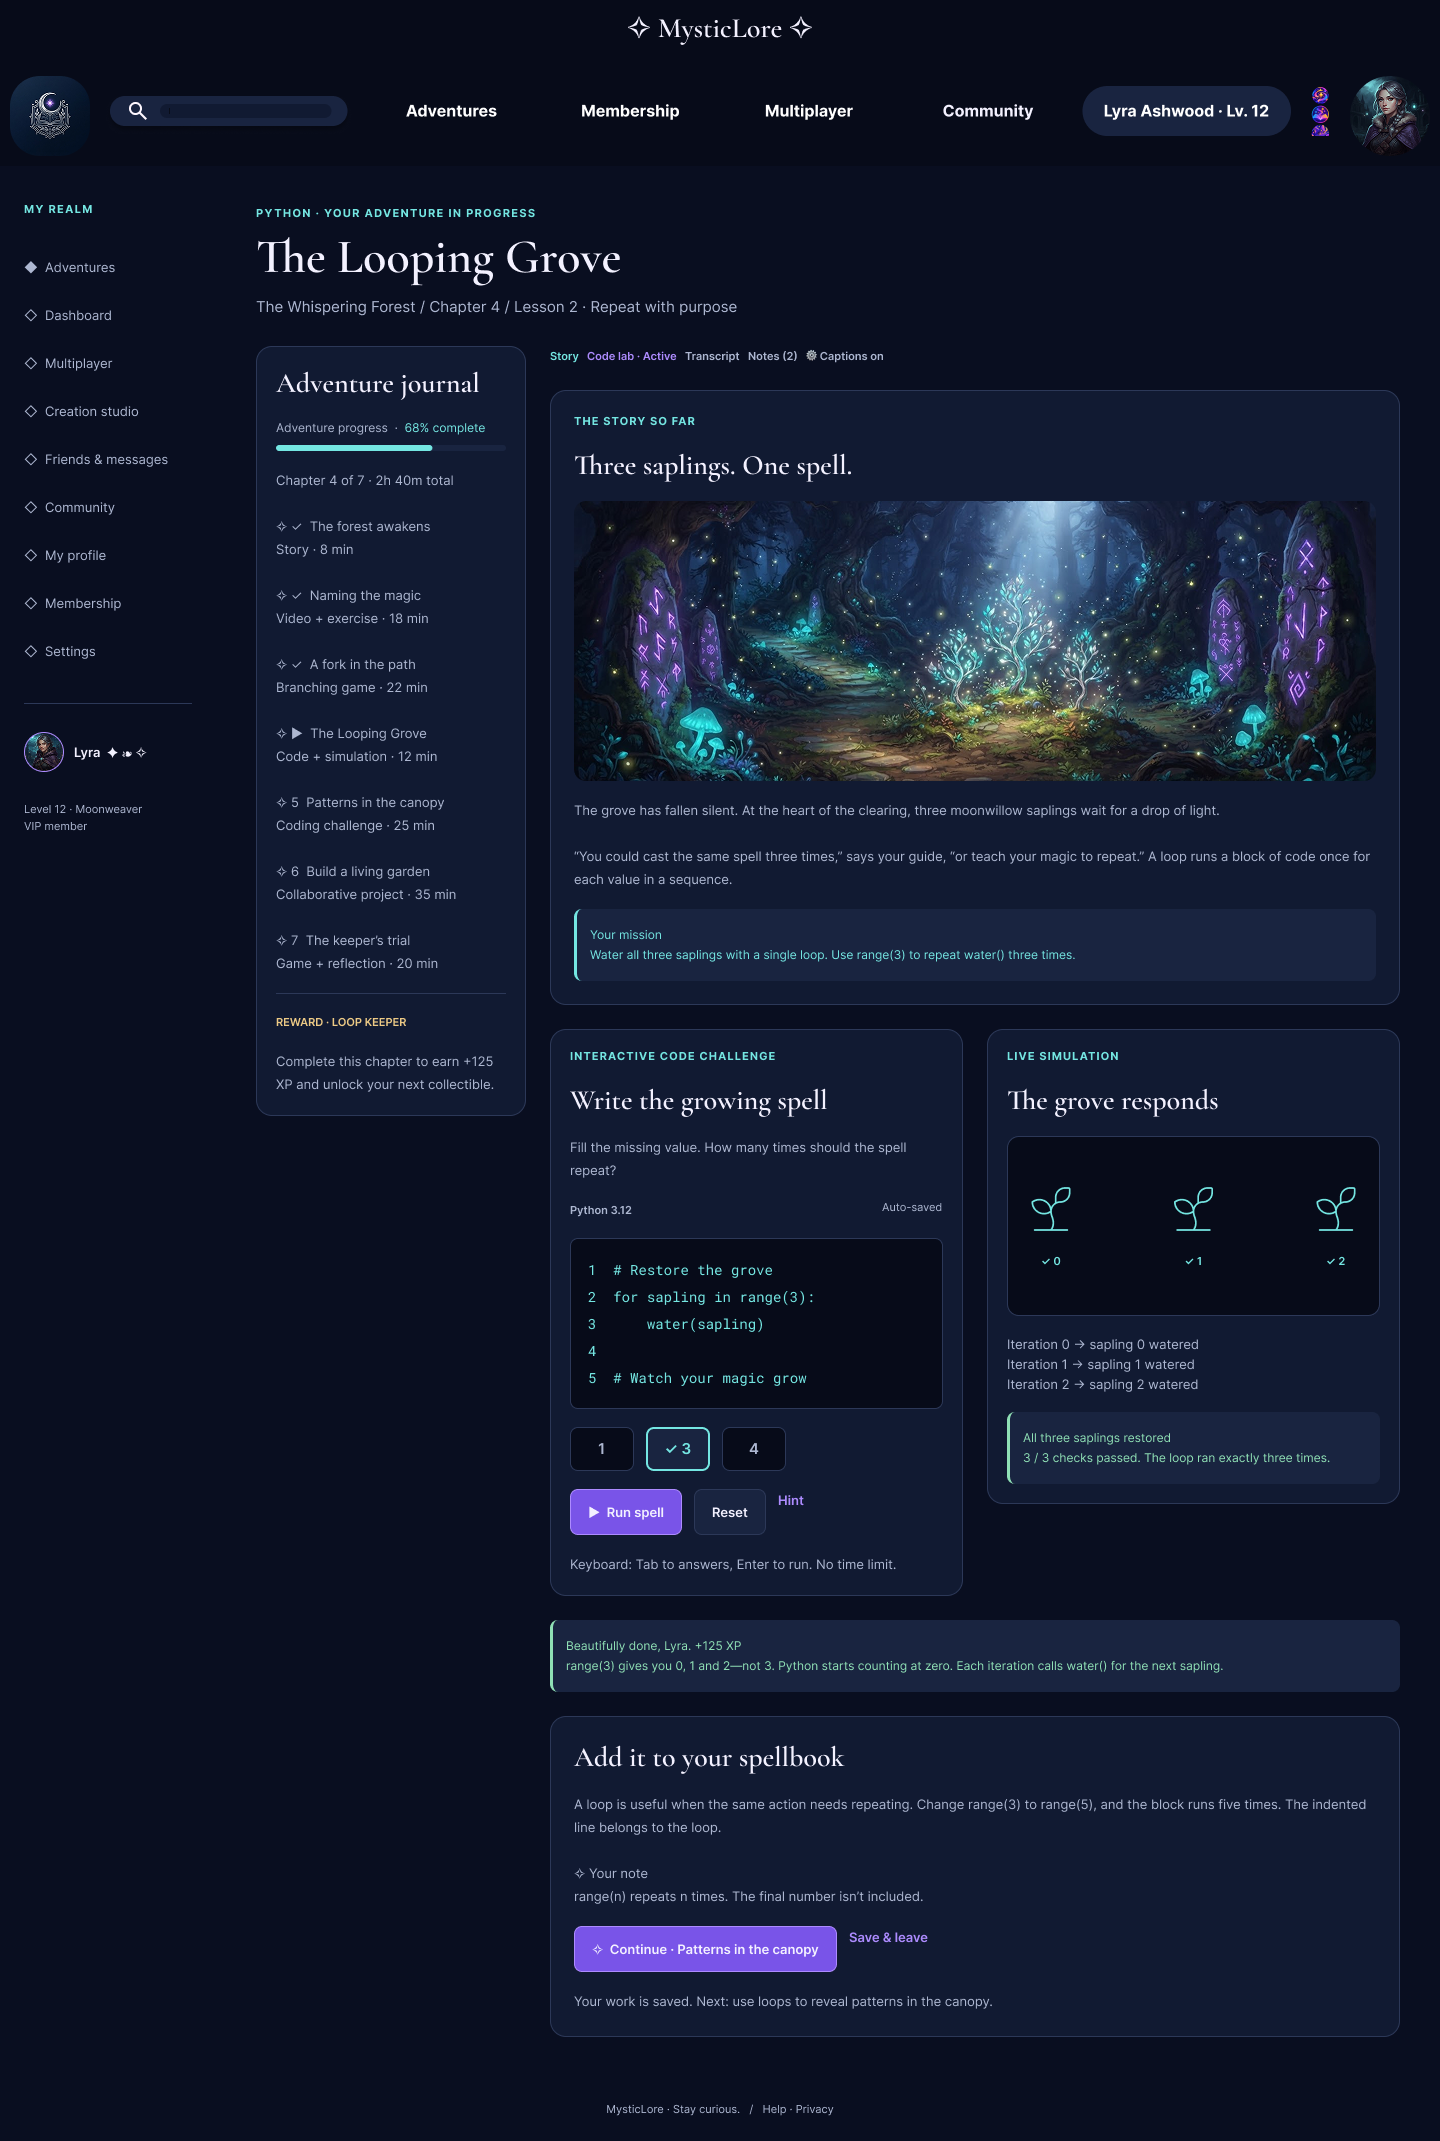 ✧ MysticLore ✧
Adventures
Membership
Multiplayer
Community
Lyra Ashwood · Lv. 12
MY REALM
◆ Adventures
◇ Dashboard
◇ Multiplayer
◇ Creation studio
◇ Friends & messages
◇ Community
◇ My profile
◇ Membership
◇ Settings
Lyra ✦ ❧ ✧
Level 12 · Moonweaver
VIP member
PYTHON · YOUR ADVENTURE IN PROGRESS
The Looping Grove
The Whispering Forest / Chapter 4 / Lesson 2 · Repeat with purpose
Adventure journal
Adventure progress · 68% complete
Chapter 4 of 7 · 2h 40m total
✧ ✓ The forest awakens
Story · 8 min
✧ ✓ Naming the magic
Video + exercise · 18 min
✧ ✓ A fork in the path
Branching game · 22 min
✧ ▶ The Looping Grove
Code + simulation · 12 min
✧ 5 Patterns in the canopy
Coding challenge · 25 min
✧ 6 Build a living garden
Collaborative project · 35 min
✧ 7 The keeper’s trial
Game + reflection · 20 min
REWARD · LOOP KEEPER
Complete this chapter to earn +125
XP and unlock your next collectible.
Story Code lab · Active Transcript Notes (2) Captions on
THE STORY SO FAR
Three saplings. One spell.
The grove has fallen silent. At the heart of the clearing, three moonwillow saplings wait for a drop of light.
“You could cast the same spell three times,” says your guide, “or teach your magic to repeat.” A loop runs a block of code once for
each value in a sequence.
Your mission
Water all three saplings with a single loop. Use range(3) to repeat water() three times.
INTERACTIVE CODE CHALLENGE
Write the growing spell
Fill the missing value. How many times should the spell
repeat?
Python 3.12
Auto-saved
1 # Restore the grove
2 for sapling in range(3):
3     water(sapling)
4
5 # Watch your magic grow
1
✓ 3
4
▶ Run spell
Reset
Hint
Keyboard: Tab to answers, Enter to run. No time limit.
LIVE SIMULATION
The grove responds
✓ 0
✓ 1
✓ 2
Iteration 0 → sapling 0 watered
Iteration 1 → sapling 1 watered
Iteration 2 → sapling 2 watered
All three saplings restored
3 / 3 checks passed. The loop ran exactly three times.
Beautifully done, Lyra. +125 XP
range(3) gives you 0, 1 and 2—not 3. Python starts counting at zero. Each iteration calls water() for the next sapling.
Add it to your spellbook
A loop is useful when the same action needs repeating. Change range(3) to range(5), and the block runs five times. The indented
line belongs to the loop.
✧ Your note
range(n) repeats n times. The final number isn’t included.
✧ Continue · Patterns in the canopy
Save & leave
Your work is saved. Next: use loops to reveal patterns in the canopy.
MysticLore · Stay curious. / Help · Privacy